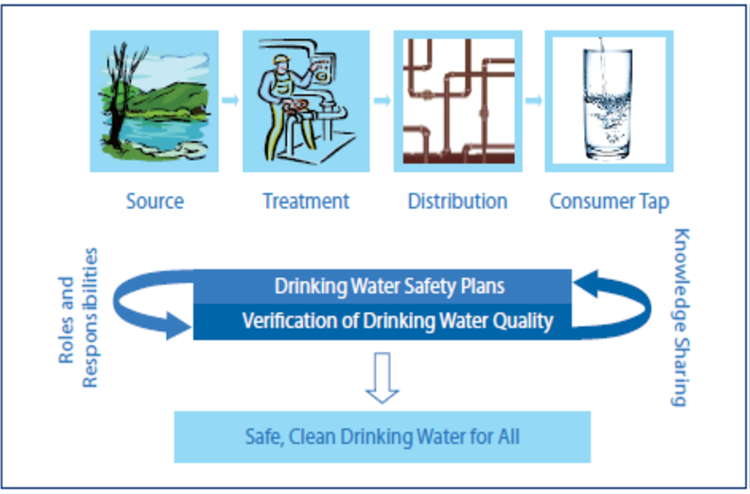 Source
Treatment
Distribution
Consumer Tap
Roles and
Responsibilities
Drinking Water Safety Plans
Verification of Drinking Water Quality
Knowledge Sharing
Safe, Clean Drinking Water for All